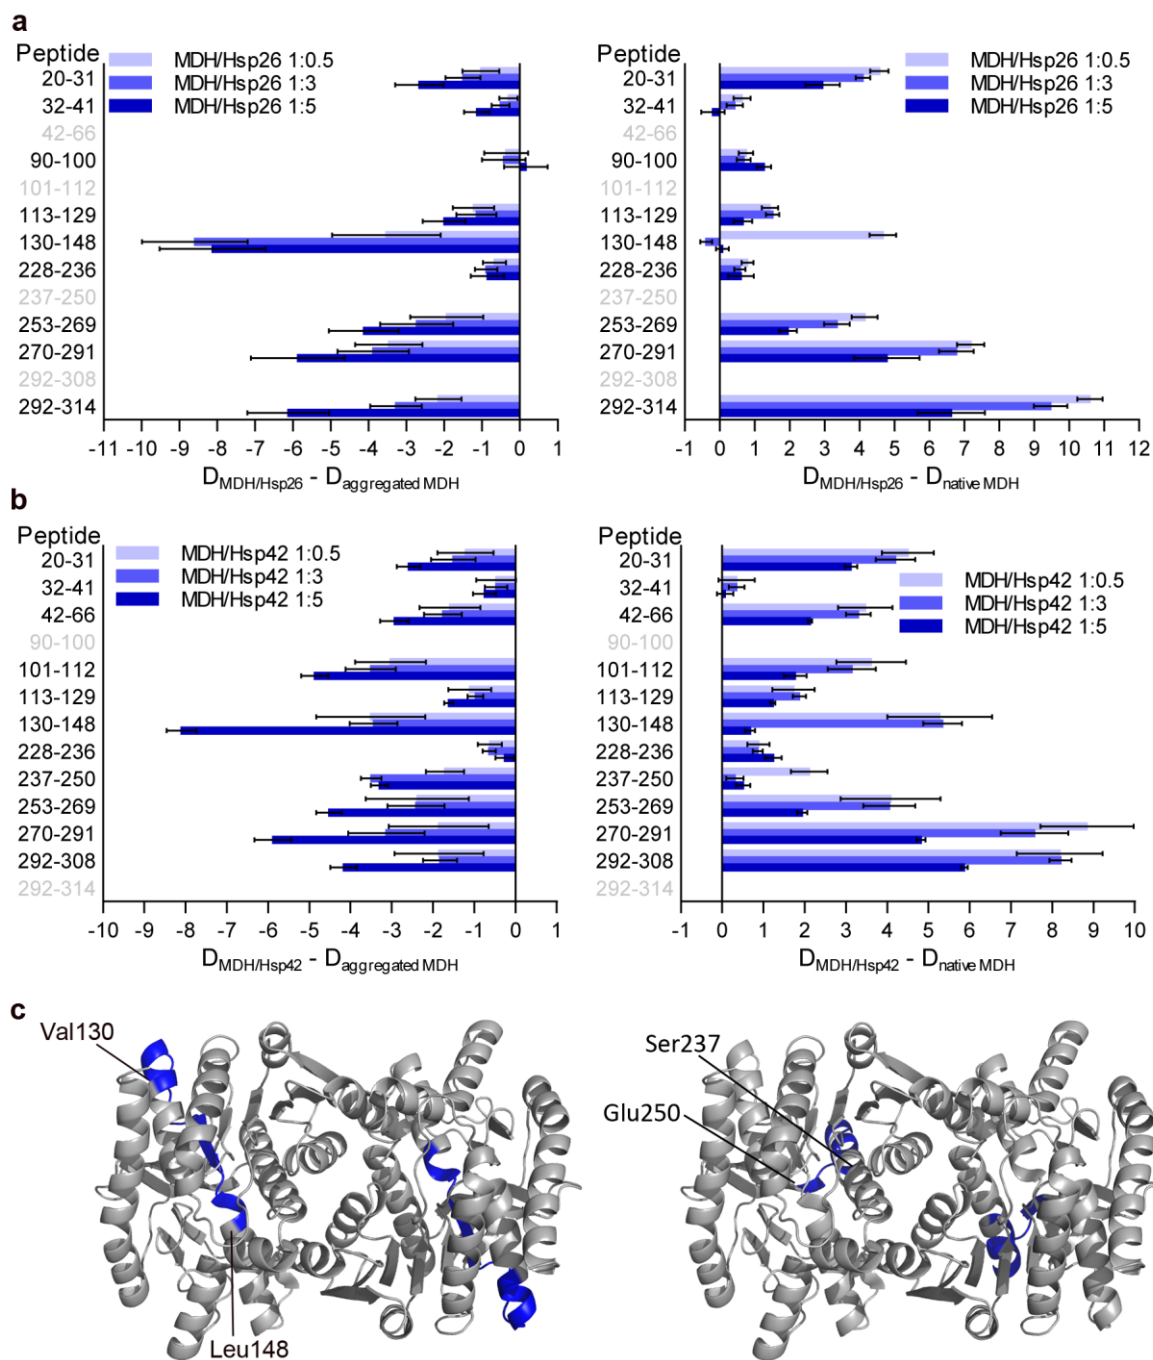 a
Peptide
MDH/Hsp26 1:0.5
MDH/Hsp26 1:3
MDH/Hsp26 1:5
20-31
32-41
42-66
90-100
101-112
113-129
130-148
228-236
237-250
253-269
270-291
292-308
292-314
-11 -10 -9 -8 -7 -6 -5 -4 -3 -2 -1 0 1
D MDH/Hsp26 - D aggregated MDH
Peptide
MDH/Hsp26 1:0.5
MDH/Hsp26 1:3
MDH/Hsp26 1:5
20-31
32-41
42-66
90-100
101-112
113-129
130-148
228-236
237-250
253-269
270-291
292-308
292-314
-1 0 1 2 3 4 5 6 7 8 9 10 11 12
D MDH/Hsp26 - D native MDH
b
Peptide
MDH/Hsp42 1:0.5
MDH/Hsp42 1:3
MDH/Hsp42 1:5
20-31
32-41
42-66
90-100
101-112
113-129
130-148
228-236
237-250
253-269
270-291
292-308
292-314
-10 -9 -8 -7 -6 -5 -4 -3 -2 -1 0 1
D MDH/Hsp42 - D aggregated MDH
Peptide
MDH/Hsp42 1:0.5
MDH/Hsp42 1:3
MDH/Hsp42 1:5
20-31
32-41
42-66
90-100
101-112
113-129
130-148
228-236
237-250
253-269
270-291
292-308
292-314
-1 0 1 2 3 4 5 6 7 8 9 10
D MDH/Hsp42 - D native MDH
c
Val130
Leu148
Ser237
Glu250